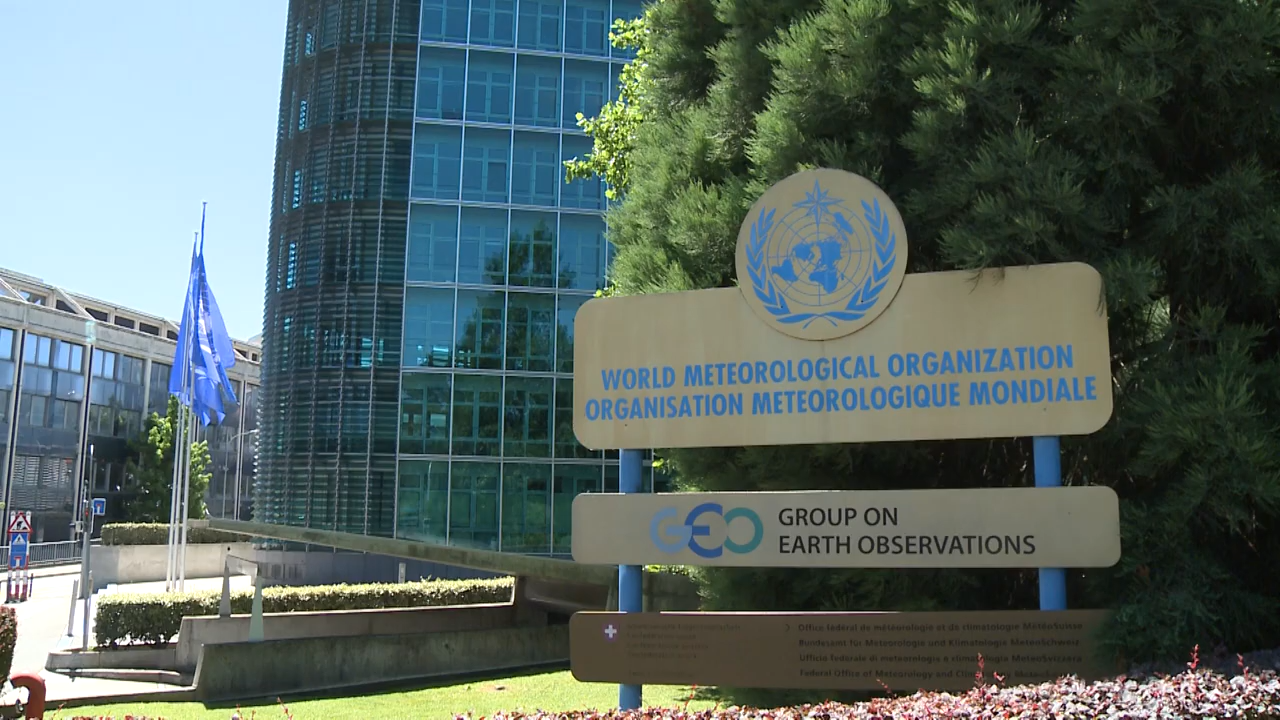 WORLD METEOROLOGICAL ORGANIZATION
ORGANISATION METEOROLOGIQUE MONDIALE
GEO
GROUP ON
EARTH OBSERVATIONS
Office fédéral de météorologie et de climatologie MétéoSuisse
Bundesamt für Meteorologie und Klimatologie MeteoSchweiz
Ufficio federale di meteorologia e climatologia MeteoSvizzera
Federal Office of Meteorology and Climatology MeteoSwiss